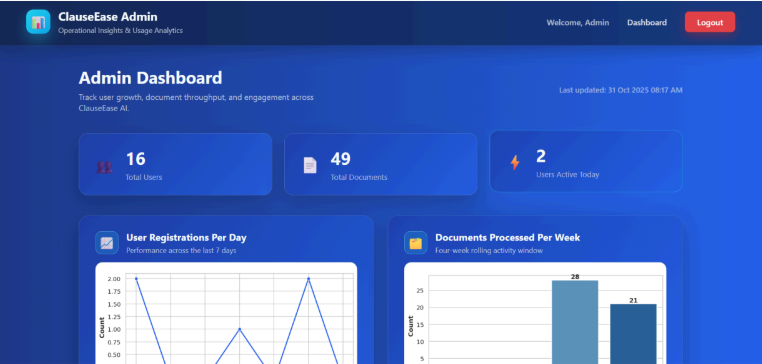 ClauseEase Admin
Operational Insights & Usage Analytics
Welcome, Admin
Dashboard
Logout
Admin Dashboard
Track user growth, document throughput, and engagement across
ClauseEase AI.
Last updated: 31 Oct 2025 08:17 AM
16
Total Users
49
Total Documents
2
Users Active Today
User Registrations Per Day
Performance across the last 7 days
2.00
1.75
1.50
1.25
1.00
0.75
0.50
Count
Documents Processed Per Week
Four-week rolling activity window
28
21
25
20
15
10
5
Count